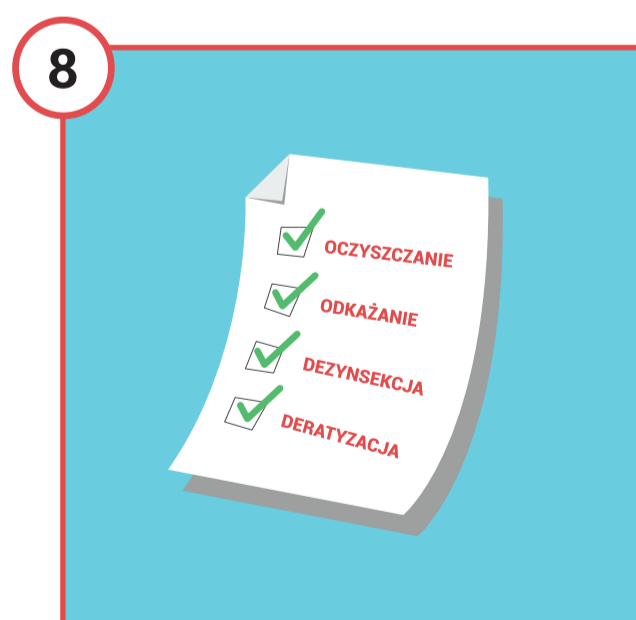 8
OCZYSZCZANIE
ODKAŻANIE
DEZYNSEKCJA
DERATYZACJA